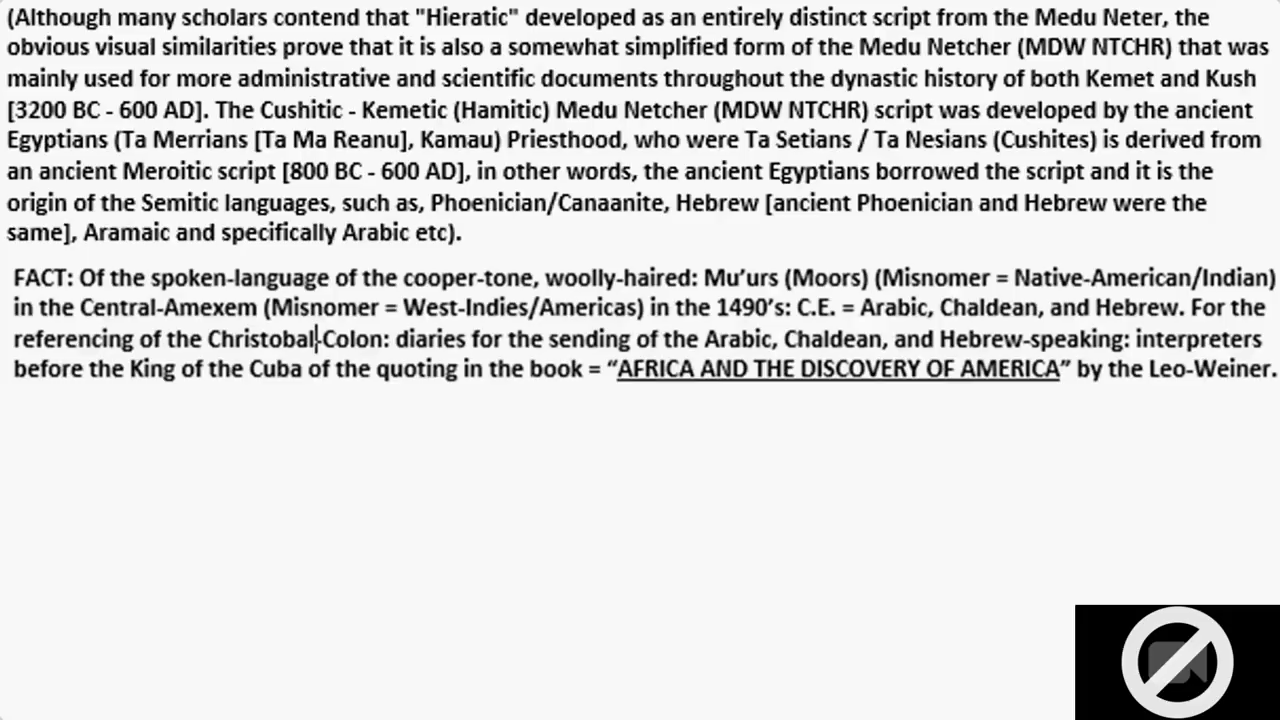 (Although many scholars contend that "Hieratic" developed as an entirely distinct script from the Medu Neter, the
obvious visual similarities prove that it is also a somewhat simplified form of the Medu Netcher (MDW NTCHR) that was
mainly used for more administrative and scientific documents throughout the dynastic history of both Kemet and Kush
[3200 BC - 600 AD]. The Cushitic - Kemetic (Hamitic) Medu Netcher (MDW NTCHR) script was developed by the ancient
Egyptians (Ta Merrians [Ta Ma Reanu], Kamau) Priesthood, who were Ta Setians / Ta Nesians (Cushites) is derived from
an ancient Meroitic script [800 BC - 600 AD], in other words, the ancient Egyptians borrowed the script and it is the
origin of the Semitic languages, such as, Phoenician/Canaanite, Hebrew [ancient Phoenician and Hebrew were the
same], Aramaic and specifically Arabic etc).
FACT: Of the spoken-language of the cooper-tone, woolly-haired: Mu’urs (Moors) (Misnomer = Native-American/Indian)
in the Central-Amexem (Misnomer = West-Indies/Americas) in the 1490’s: C.E. = Arabic, Chaldean, and Hebrew. For the
referencing of the Christobal-Colon: diaries for the sending of the Arabic, Chaldean, and Hebrew-speaking: interpreters
before the King of the Cuba of the quoting in the book = “AFRICA AND THE DISCOVERY OF AMERICA” by the Leo-Weiner.